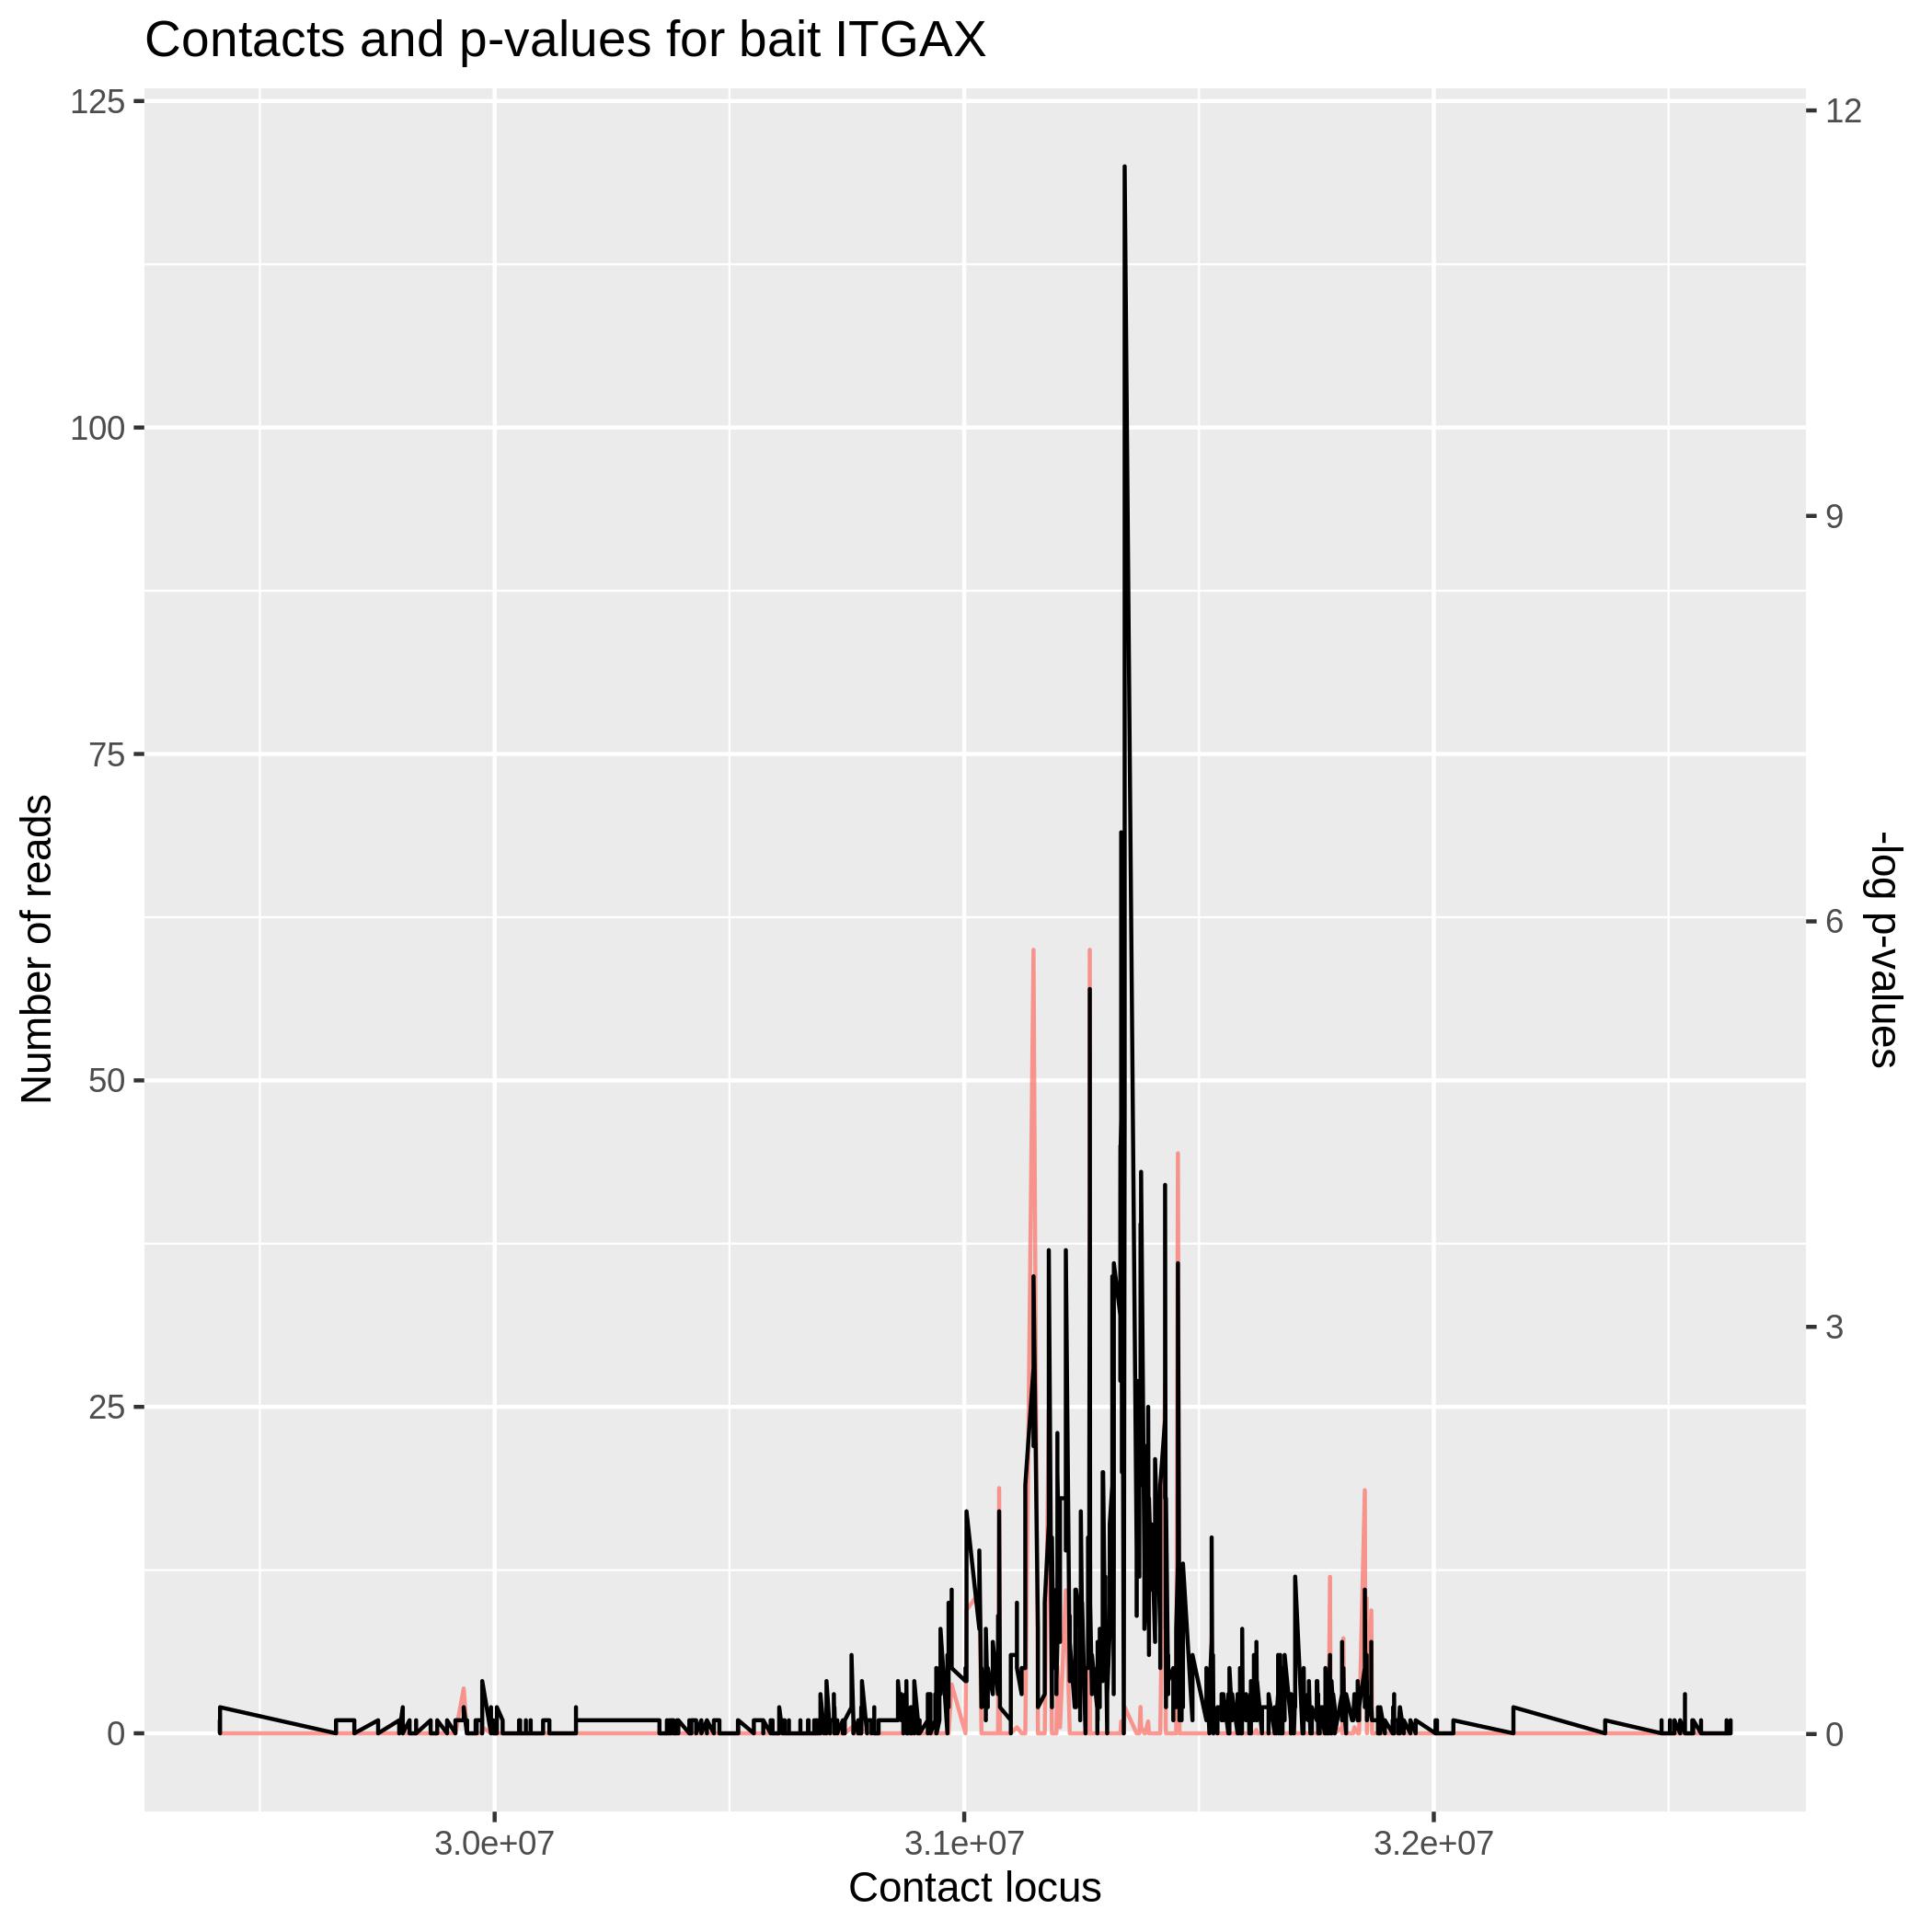 Contacts and p-values for bait ITGAX
125
100
75
50
25
0
Number of reads
12
9
6
3
0
-log p-values
3.0e+07
3.1e+07
3.2e+07
Contact locus